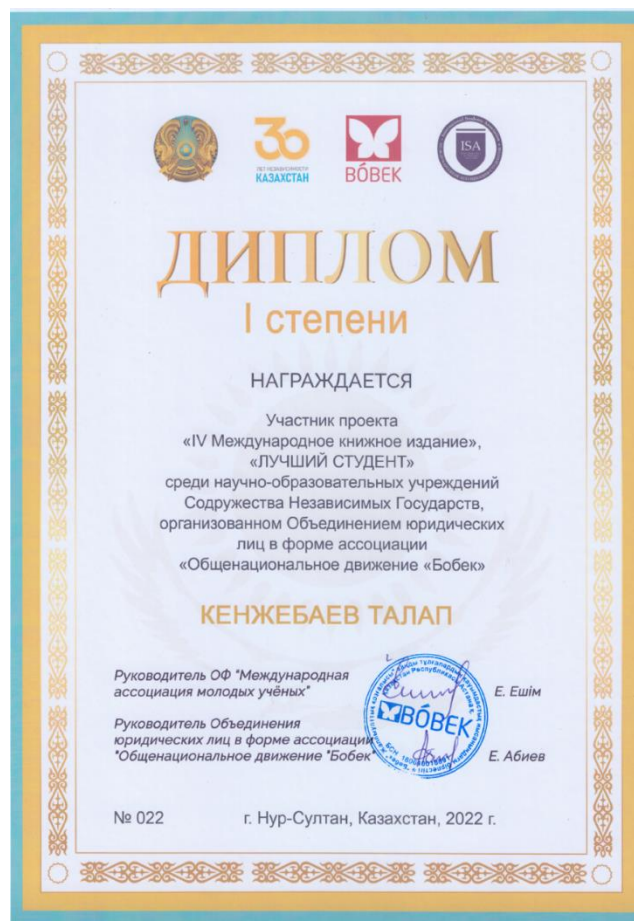 30
ЛЕТ НЕЗАВИСИМОСТИ
КАЗАХСТАН
BÓBEK
ISA
ДИПЛОМ
I степени
НАГРАЖДАЕТСЯ
Участник проекта
«IV Международное книжное издание»,
«ЛУЧШИЙ СТУДЕНТ»
среди научно-образовательных учреждений
Содружества Независимых Государств,
организованном Объединением юридических
лиц в форме ассоциации
«Общенациональное движение «Бобек»
КЕНЖЕБАЕВ ТАЛАП
Руководитель ОФ "Международная
ассоциация молодых учёных"
Е. Ешім
Руководитель Объединения
юридических лиц в форме ассоциации
"Общенациональное движение "Бобек"
Е. Абиев
BÓBEK
№ 022
г. Нур-Султан, Казахстан, 2022 г.